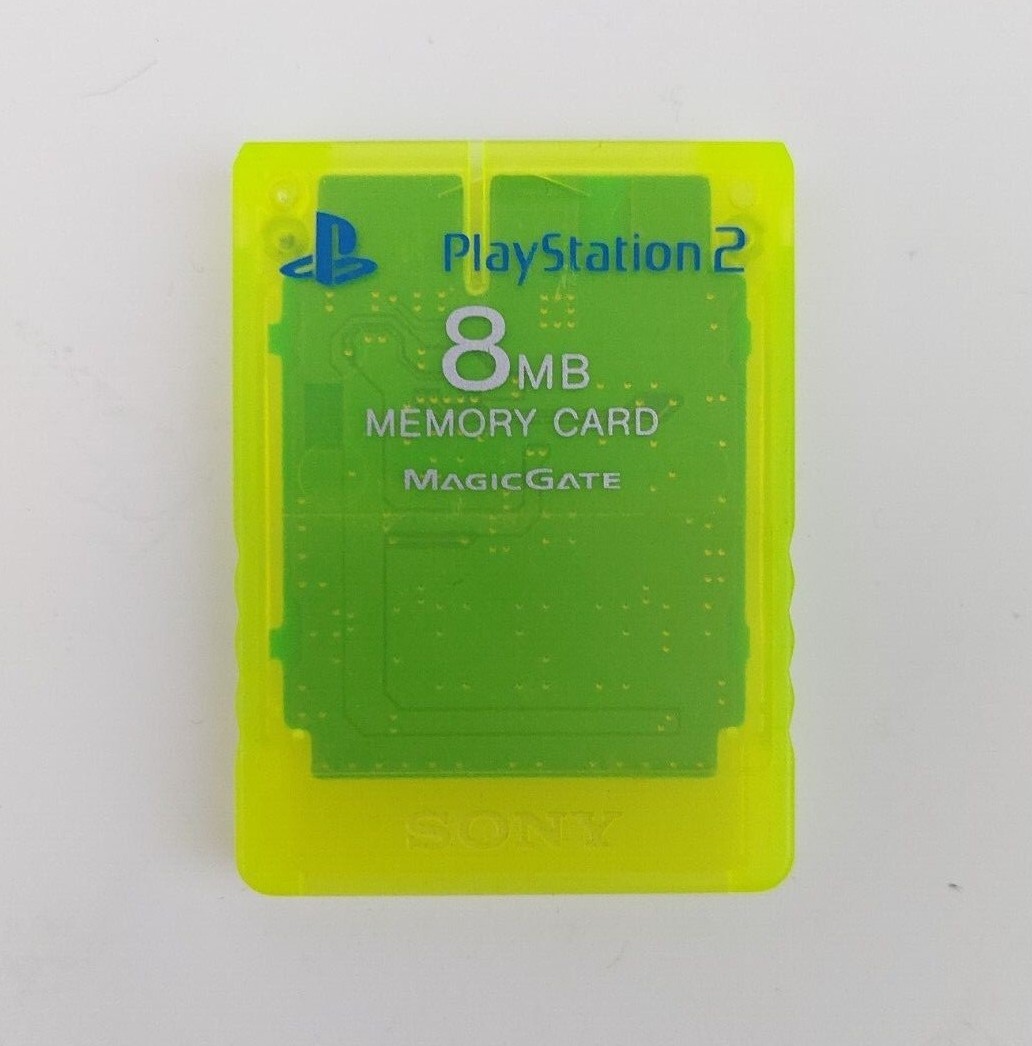 PlayStation 2
8MB
MEMORY CARD
MAGICGATE
SONY